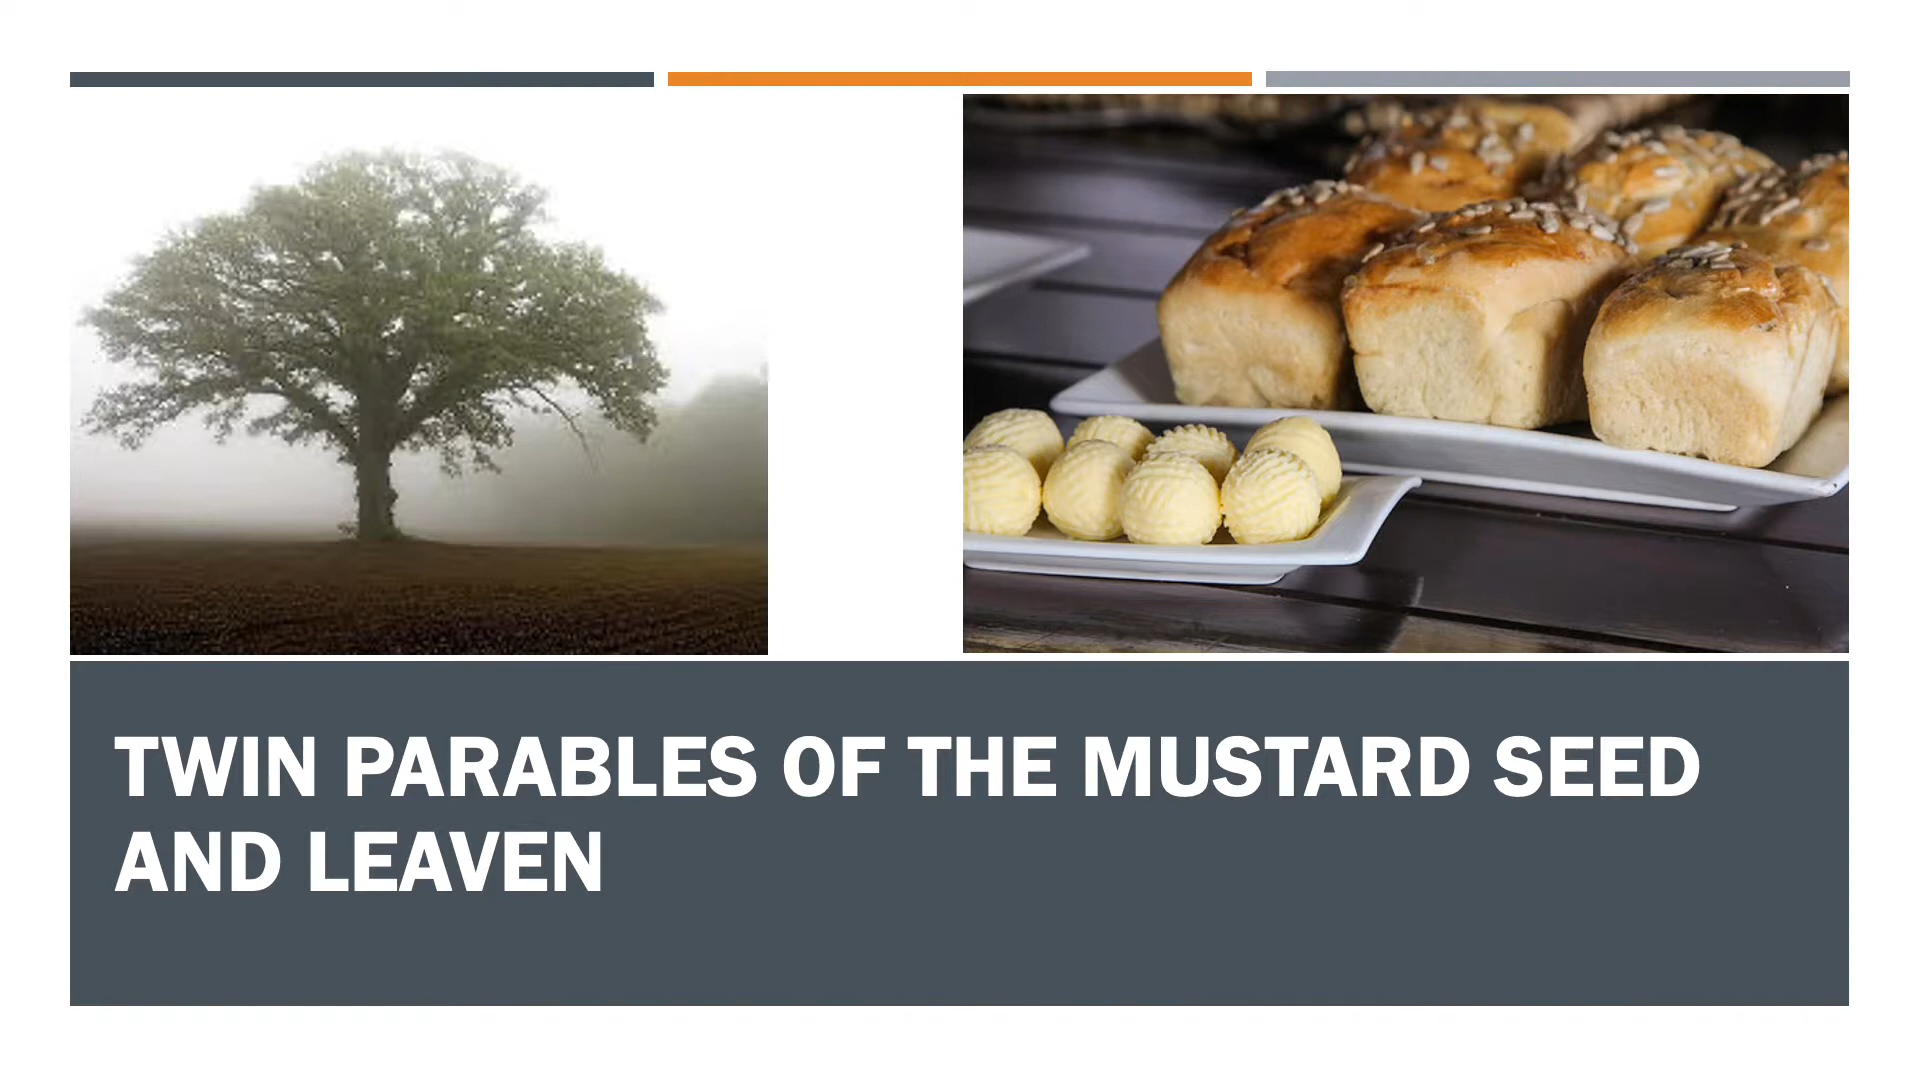 TWIN PARABLES OF THE MUSTARD SEED
AND LEAVEN